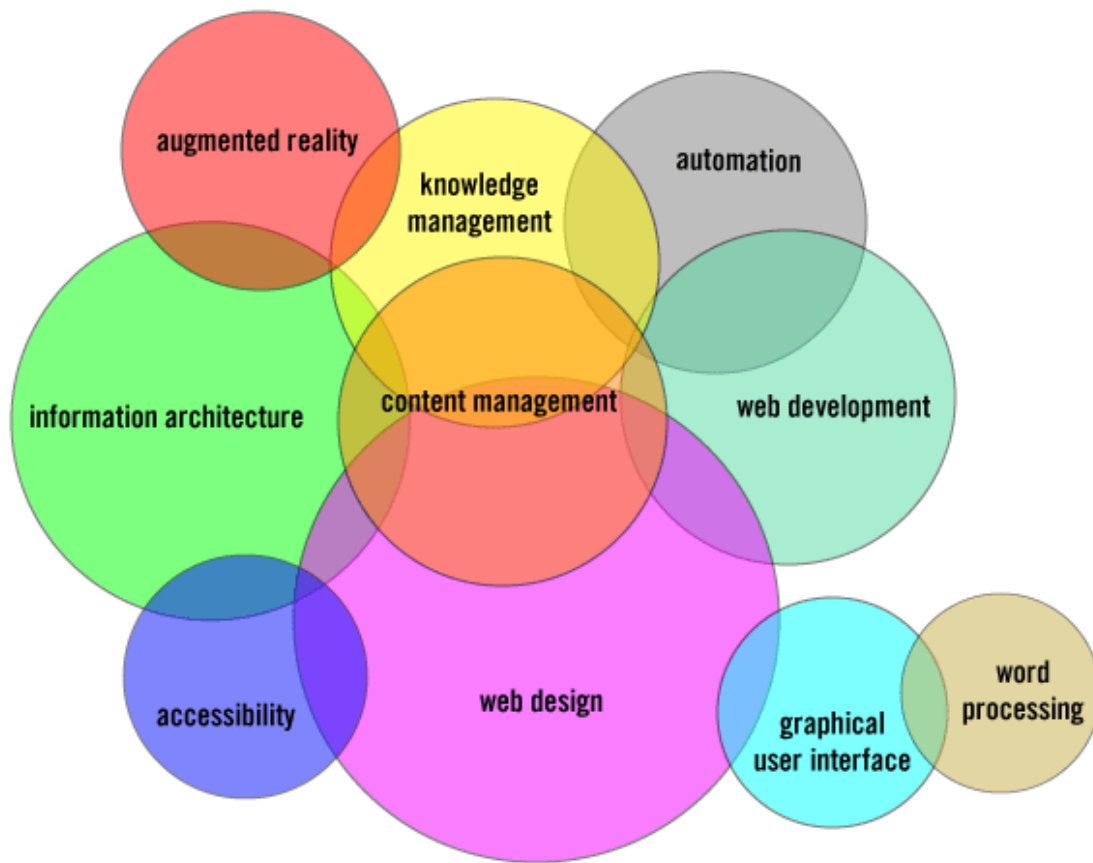 augmented reality
knowledge
management
automation
information architecture
content management
web development
accessibility
web design
graphical
user interface
word
processing